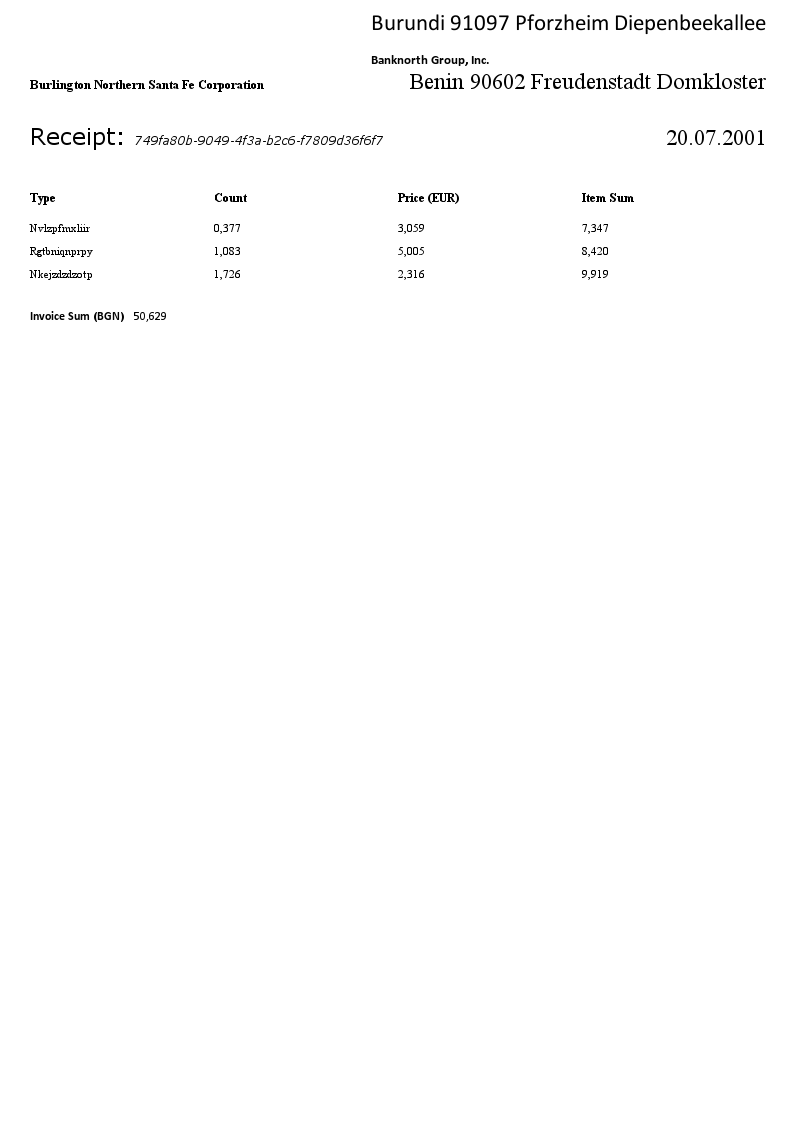 Burundi 91097 Pforzheim Diepenbeekallee
Banknorth Group, Inc.
Burlington Northern Santa Fe Corporation Benin 90602 Freudenstadt Domkloster
Receipt: 749fa80b-9049-4f3a-b2c6-f7809d36f6f7 20.07.2001
Type Count Price (EUR) Item Sum
Nvlzpfmxliir 0,377 3,059 7,347
Rgtbniqnprpy 1,083 5,005 8,420
Nkejzdzdzotp 1,726 2,316 9,919
Invoice Sum (BGN) 50,629